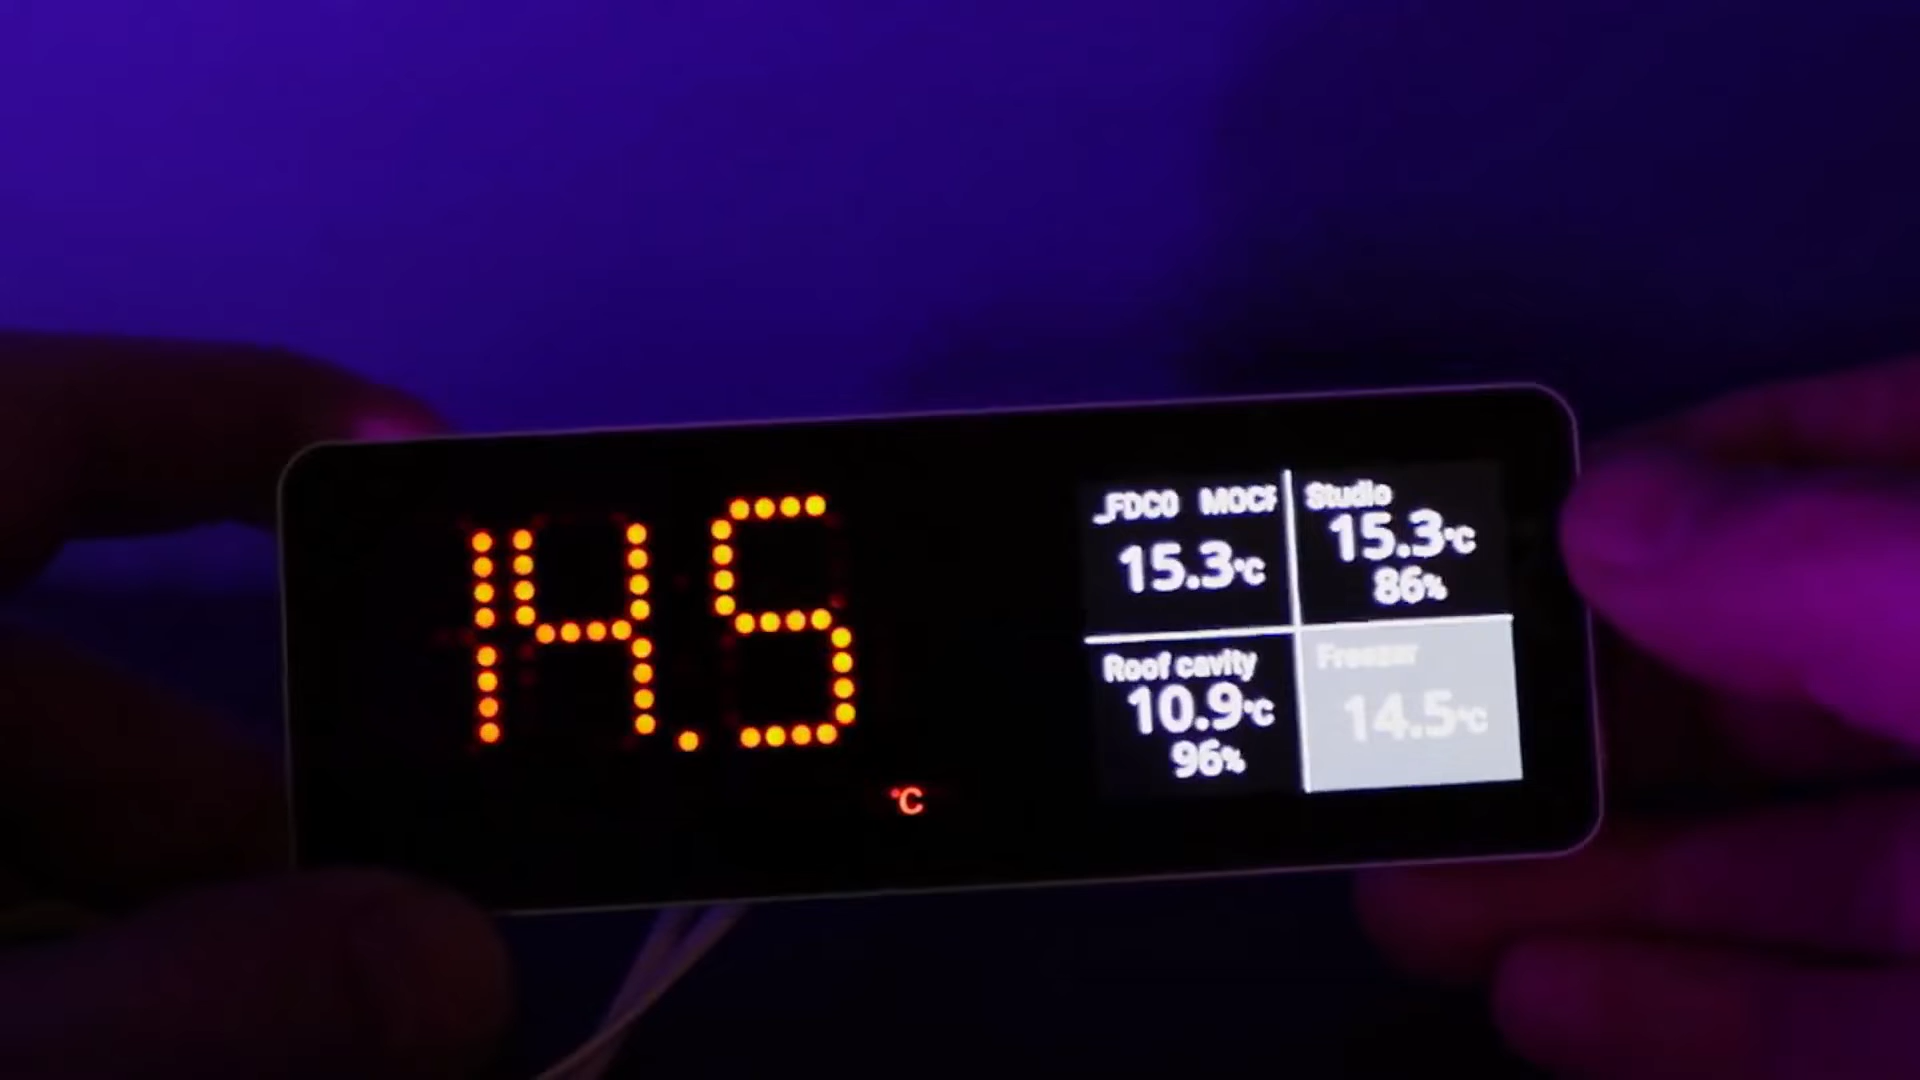 14.5
°C
_FDC0 MOCF
15.3°C
Studio
15.3°C
86%
Roof cavity
10.9°C
96%
Freezer
14.5°C